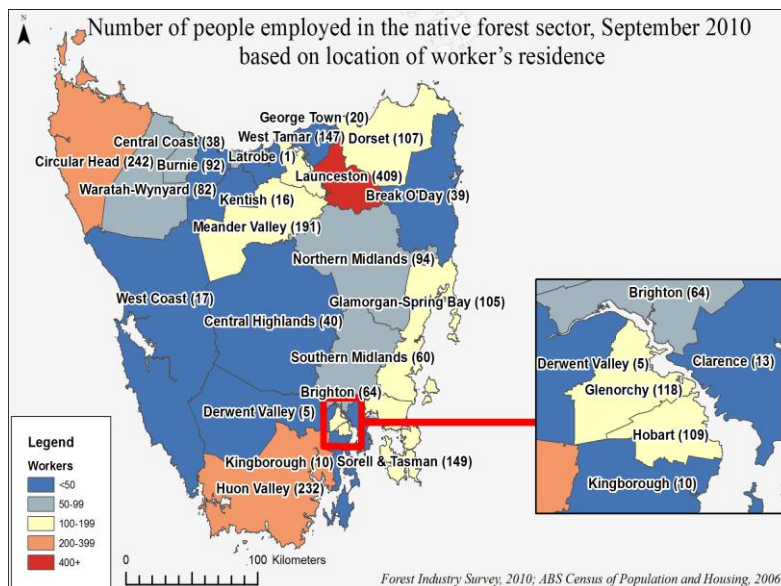 Number of people employed in the native forest sector, September 2010
based on location of worker's residence
N
George Town (20)
Central Coast (38)
West Tamar (147)
Dorset (107)
Circular Head (242)
Burnie (92)
Latrobe (1)
Launceston (409)
Waratah-Wynyard (82)
Kentish (16)
Break O'Day (39)
Meander Valley (191)
Northern Midlands (94)
West Coast (17)
Glamorgan-Spring Bay (105)
Central Highlands (40)
Southern Midlands (60)
Brighton (64)
Derwent Valley (5)
Kingborough (10)
Sorell & Tasman (149)
Huon Valley (232)
Brighton (64)
Derwent Valley (5)
Clarence (13)
Glenorchy (118)
Hobart (109)
Kingborough (10)
Legend
Workers
<50
50-99
100-199
200-399
400+
0
100 Kilometers
Forest Industry Survey, 2010; ABS Census of Population and Housing, 2006